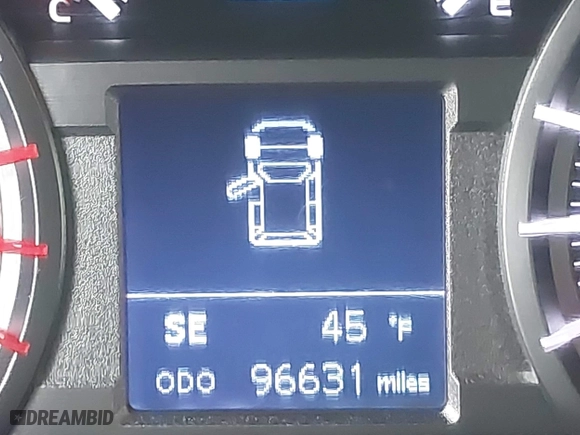 C
E
SE 45 °F
ODO 96631 miles
DREAMBID